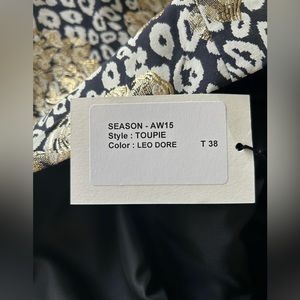 SEASON - AW15
Style : TOUPIE
Color : LEO DORE T 38